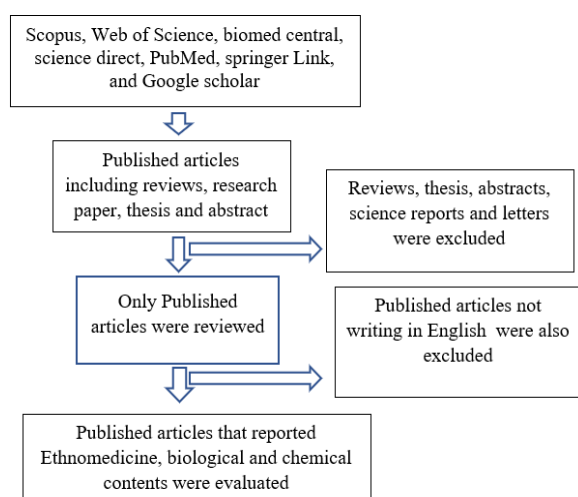 Scopus, Web of Science, biomed central,
science direct, PubMed, springer Link,
and Google scholar
Published articles
including reviews, research
paper, thesis and abstract
Reviews, thesis, abstracts,
science reports and letters
were excluded
Only Published
articles were reviewed
Published articles not
writing in English were also
excluded
Published articles that reported
Ethnomedicine, biological and chemical
contents were evaluated